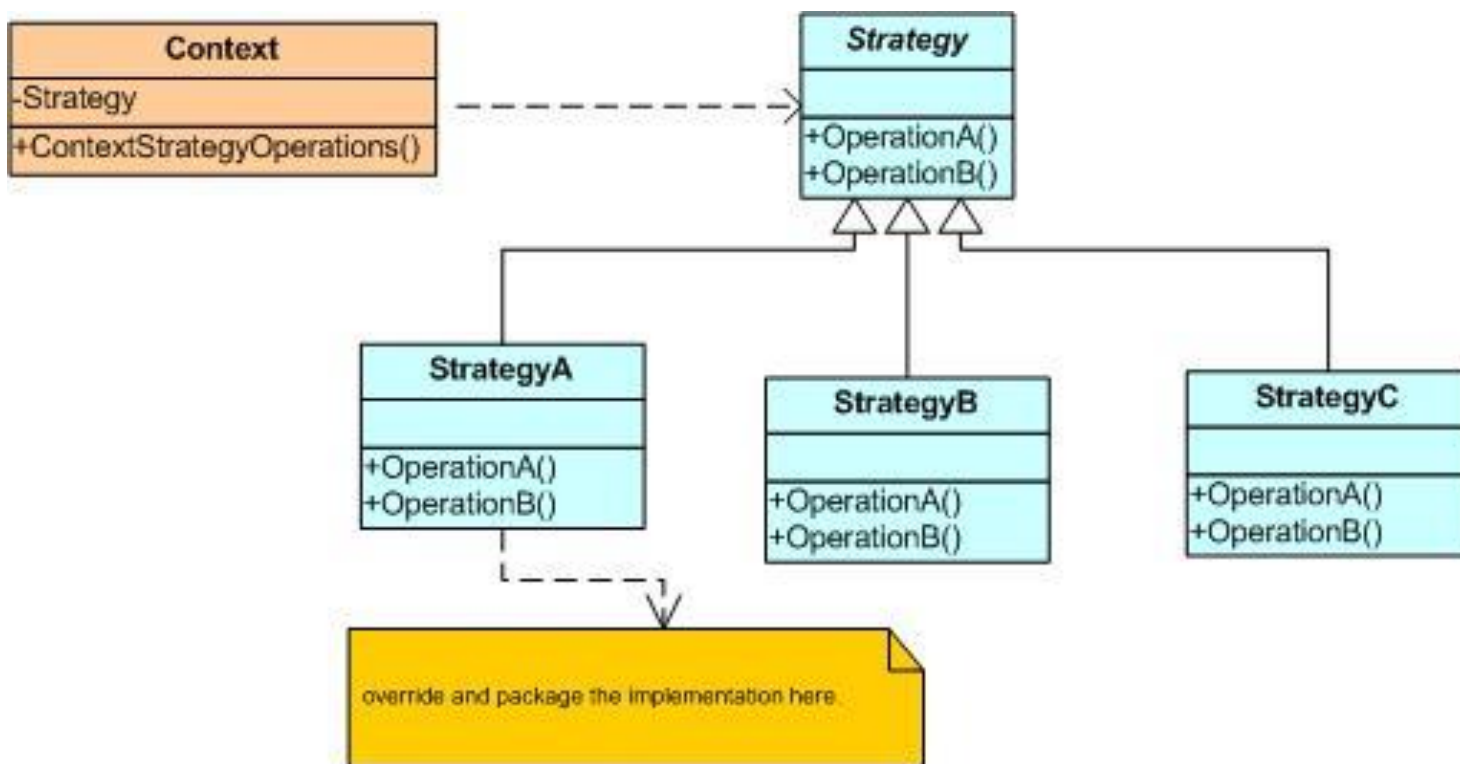 Context
-Strategy
+ContextStrategyOperations()
Strategy
+OperationA()
+OperationB()
StrategyA
+OperationA()
+OperationB()
StrategyB
+OperationA()
+OperationB()
StrategyC
+OperationA()
+OperationB()
override and package the implementation here.